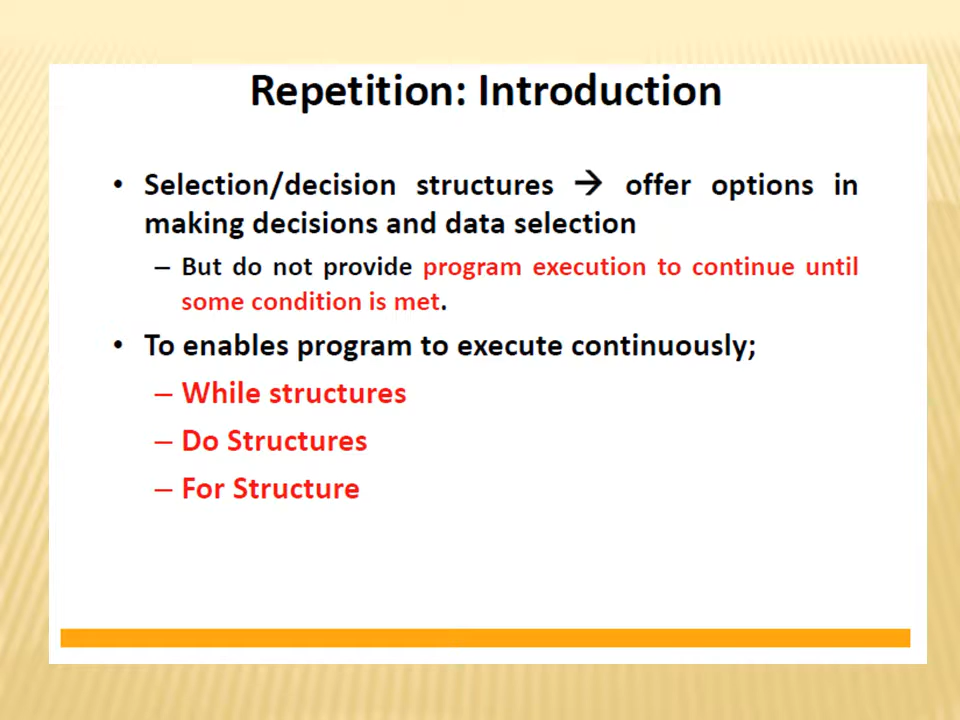 Repetition: Introduction
• Selection/decision structures → offer options in
making decisions and data selection
– But do not provide program execution to continue until
some condition is met.
• To enables program to execute continuously;
– While structures
– Do Structures
– For Structure